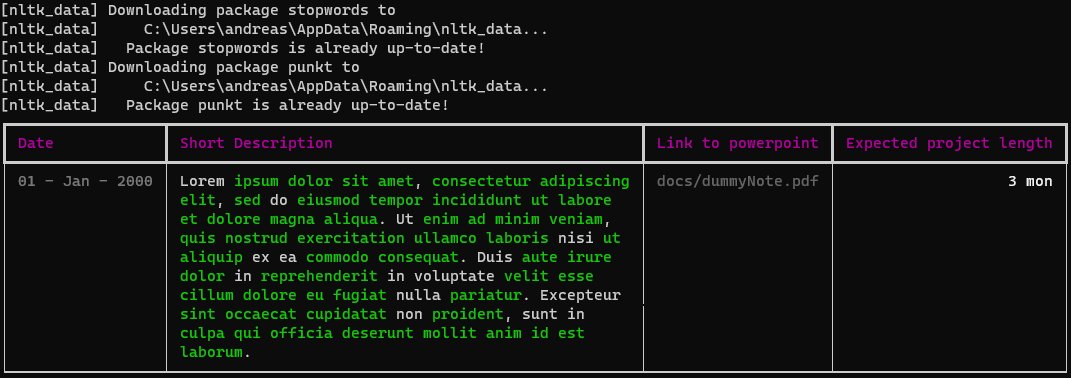 [nltk_data] Downloading package stopwords to
[nltk_data]     C:\Users\andreas\AppData\Roaming\nltk_data...
[nltk_data]   Package stopwords is already up-to-date!
[nltk_data] Downloading package punkt to
[nltk_data]     C:\Users\andreas\AppData\Roaming\nltk_data...
[nltk_data]   Package punkt is already up-to-date!
Date Short Description Link to powerpoint Expected project length
01 - Jan - 2000 Lorem ipsum dolor sit amet, consectetur adipiscing docs/dummyNote.pdf 3 mon
elit, sed do eiusmod tempor incididunt ut labore
et dolore magna aliqua. Ut enim ad minim veniam,
quis nostrud exercitation ullamco laboris nisi ut
aliquip ex ea commodo consequat. Duis aute irure
dolor in reprehenderit in voluptate velit esse
cillum dolore eu fugiat nulla pariatur. Excepteur
sint occaecat cupidatat non proident, sunt in
culpa qui officia deserunt mollit anim id est
laborum.